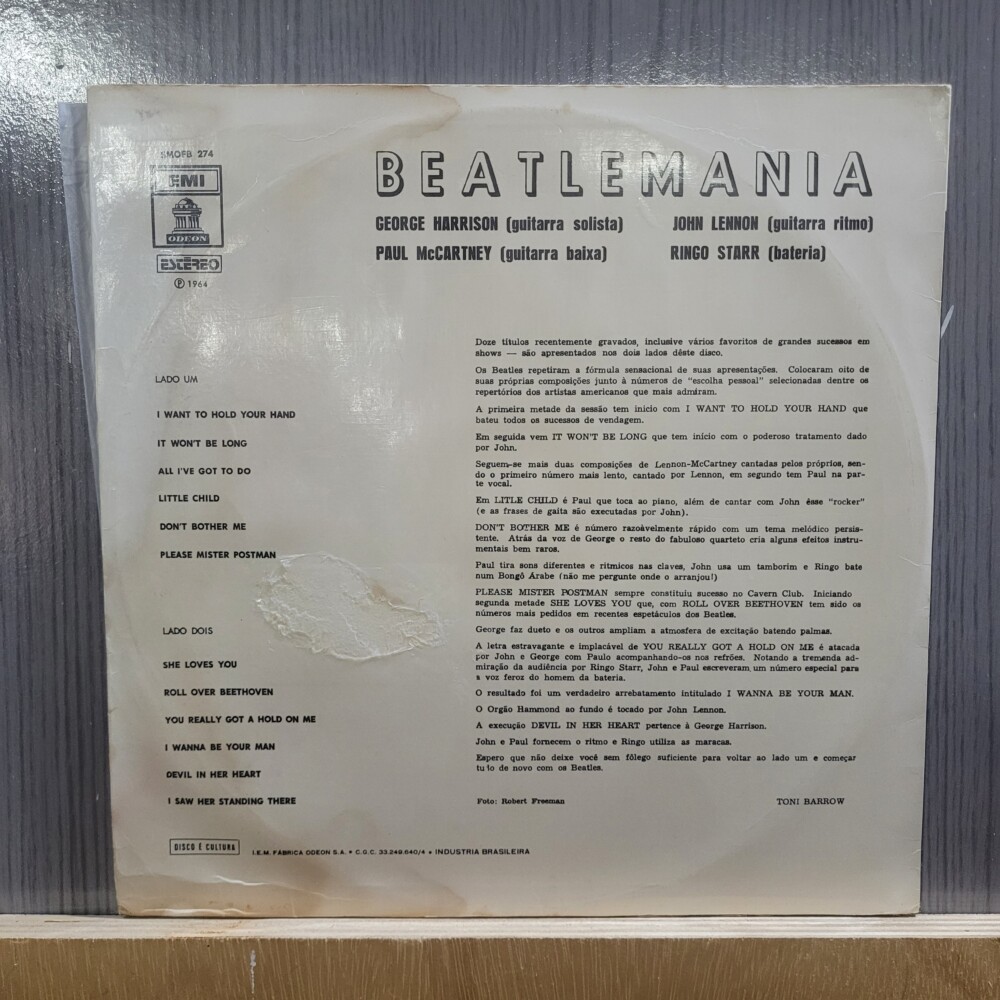 SMOFB 274
EMI
ODEON
ESTÉREO
Ⓟ 1964
BEATLEMANIA
GEORGE HARRISON (guitarra solista) JOHN LENNON (guitarra ritmo)
PAUL McCARTNEY (guitarra baixa) RINGO STARR (bateria)
LADO UM
I WANT TO HOLD YOUR HAND
IT WON'T BE LONG
ALL I'VE GOT TO DO
LITTLE CHILD
DON'T BOTHER ME
PLEASE MISTER POSTMAN
LADO DOIS
SHE LOVES YOU
ROLL OVER BEETHOVEN
YOU REALLY GOT A HOLD ON ME
I WANNA BE YOUR MAN
DEVIL IN HER HEART
I SAW HER STANDING THERE
Doze títulos recentemente gravados, inclusive vários favoritos de grandes sucessos em
shows — são apresentados nos dois lados dêste disco.
Os Beatles repetiram a fórmula sensacional de suas apresentações. Colocaram oito de
suas próprias composições junto à números de "escolha pessoal" selecionadas dentre os
repertórios dos artistas americanos que mais admiram.
A primeira metade da sessão tem início com I WANT TO HOLD YOUR HAND que
bateu todos os sucessos de vendagem.
Em seguida vem IT WON'T BE LONG que tem início com o poderoso tratamento dado
por John.
Seguem-se mais duas composições de Lennon-McCartney cantadas pelos próprios, sen-
do o primeiro número mais lento, cantado por Lennon, em segundo tem Paul na par-
te vocal.
Em LITLE CHILD é Paul que toca ao piano, além de cantar com John êsse "rocker"
(e as frases de gaita são executadas por John).
DON'T BOTHER ME é número razoàvelmente rápido com um tema melódico persis-
tente. Atrás da voz de George o resto do fabuloso quarteto cria alguns efeitos instru-
mentais bem raros.
Paul tira sons diferentes e rítmicos nas claves, John usa um tamborim e Ringo bate
num Bongô Árabe (não me pergunte onde o arranjou!)
PLEASE MISTER POSTMAN sempre constituíu sucesso no Cavern Club. Iniciando
segunda metade SHE LOVES YOU que, com ROLL OVER BEETHOVEN tem sido os
números mais pedidos em recentes espetáculos dos Beatles.
George faz dueto e os outros ampliam a atmosfera de excitação batendo palmas.
A letra estravagante e implacável de YOU REALLY GOT A HOLD ON ME é atacada
por John e George com Paulo acompanhando-os nos refrões. Notando a tremenda ad-
miração da audiência por Ringo Starr, John e Paul escreveram um número especial para
a voz feroz do homem da bateria.
O resultado foi um verdadeiro arrebatamento intitulado I WANNA BE YOUR MAN.
O Orgão Hammond ao fundo é tocado por John Lennon.
A execução DEVIL IN HER HEART pertence à George Harrison.
John e Paul fornecem o ritmo e Ringo utiliza as maracas.
Espero que não deixe você sem fôlego suficiente para voltar ao lado um e começar
tudo de novo com os Beatles.
Foto: Robert Freeman TONI BARROW
DISCO É CULTURA
I.E.M. FÁBRICA ODEON S.A. • C.G.C. 33.249.640/4 • INDUSTRIA BRASILEIRA